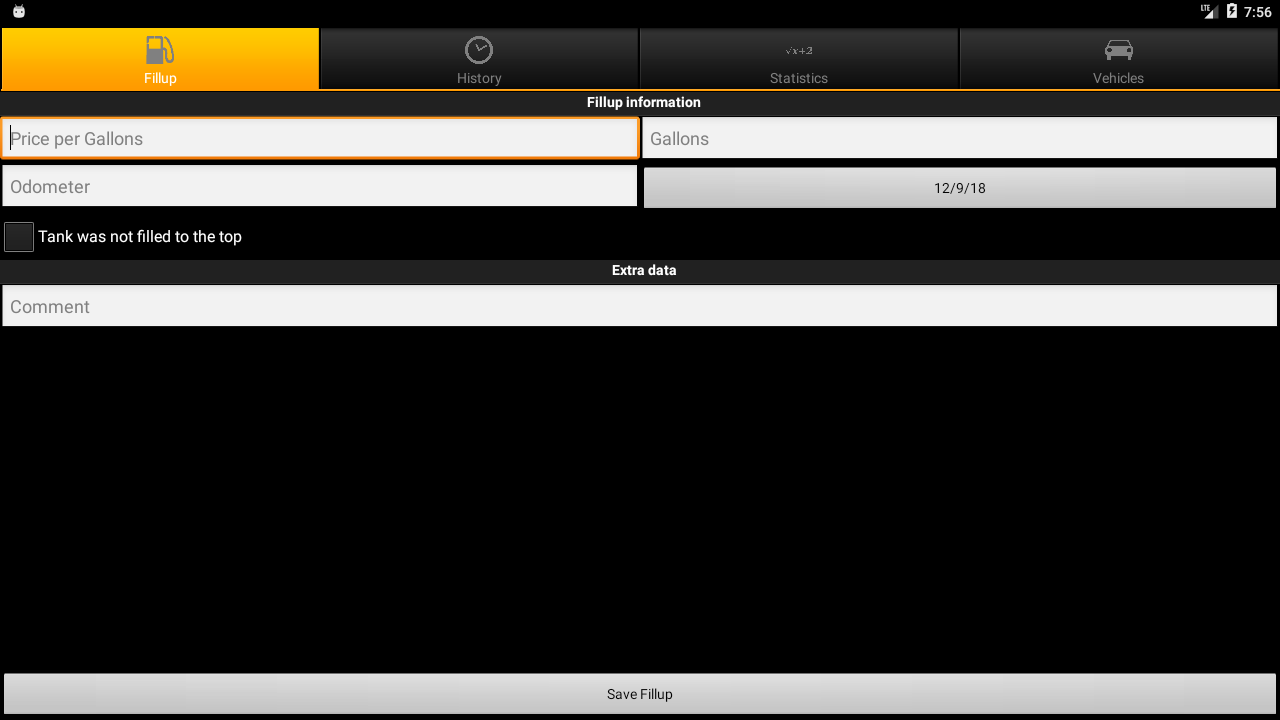 LTE 7:56
Fillup
History
√x+2
Statistics
Vehicles
Fillup information
Price per Gallons
Gallons
Odometer
12/9/18
Tank was not filled to the top
Extra data
Comment
Save Fillup